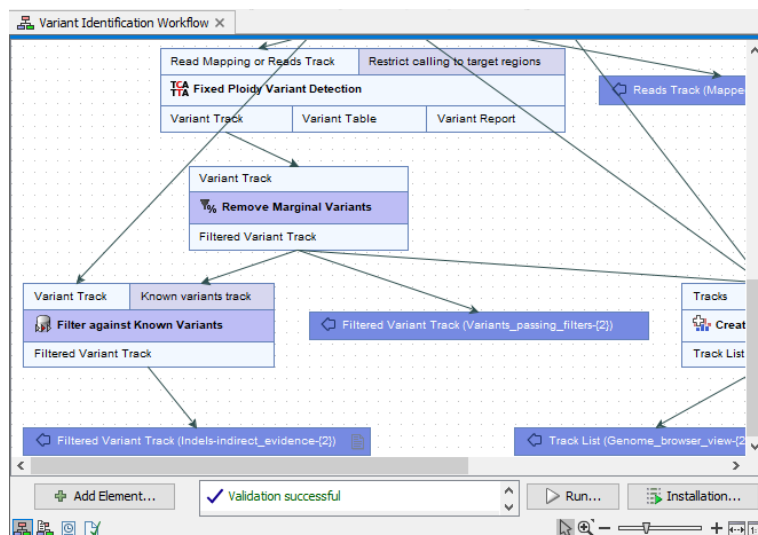 Variant Identification Workflow
Read Mapping or Reads Track
Restrict calling to target regions
TCA
TTA
Fixed Ploidy Variant Detection
Reads Track (Mappe
Variant Track
Variant Table
Variant Report
Variant Track
% Remove Marginal Variants
Filtered Variant Track
Variant Track
Known variants track
Filter against Known Variants
Filtered Variant Track
Filtered Variant Track (Variants_passing_filters-{2})
Tracks
Creat
Track List
Filtered Variant Track (Indels-indirect_evidence-{2})
Track List (Genome_browser_view-{2
Add Element...
Validation successful
Run...
Installation...